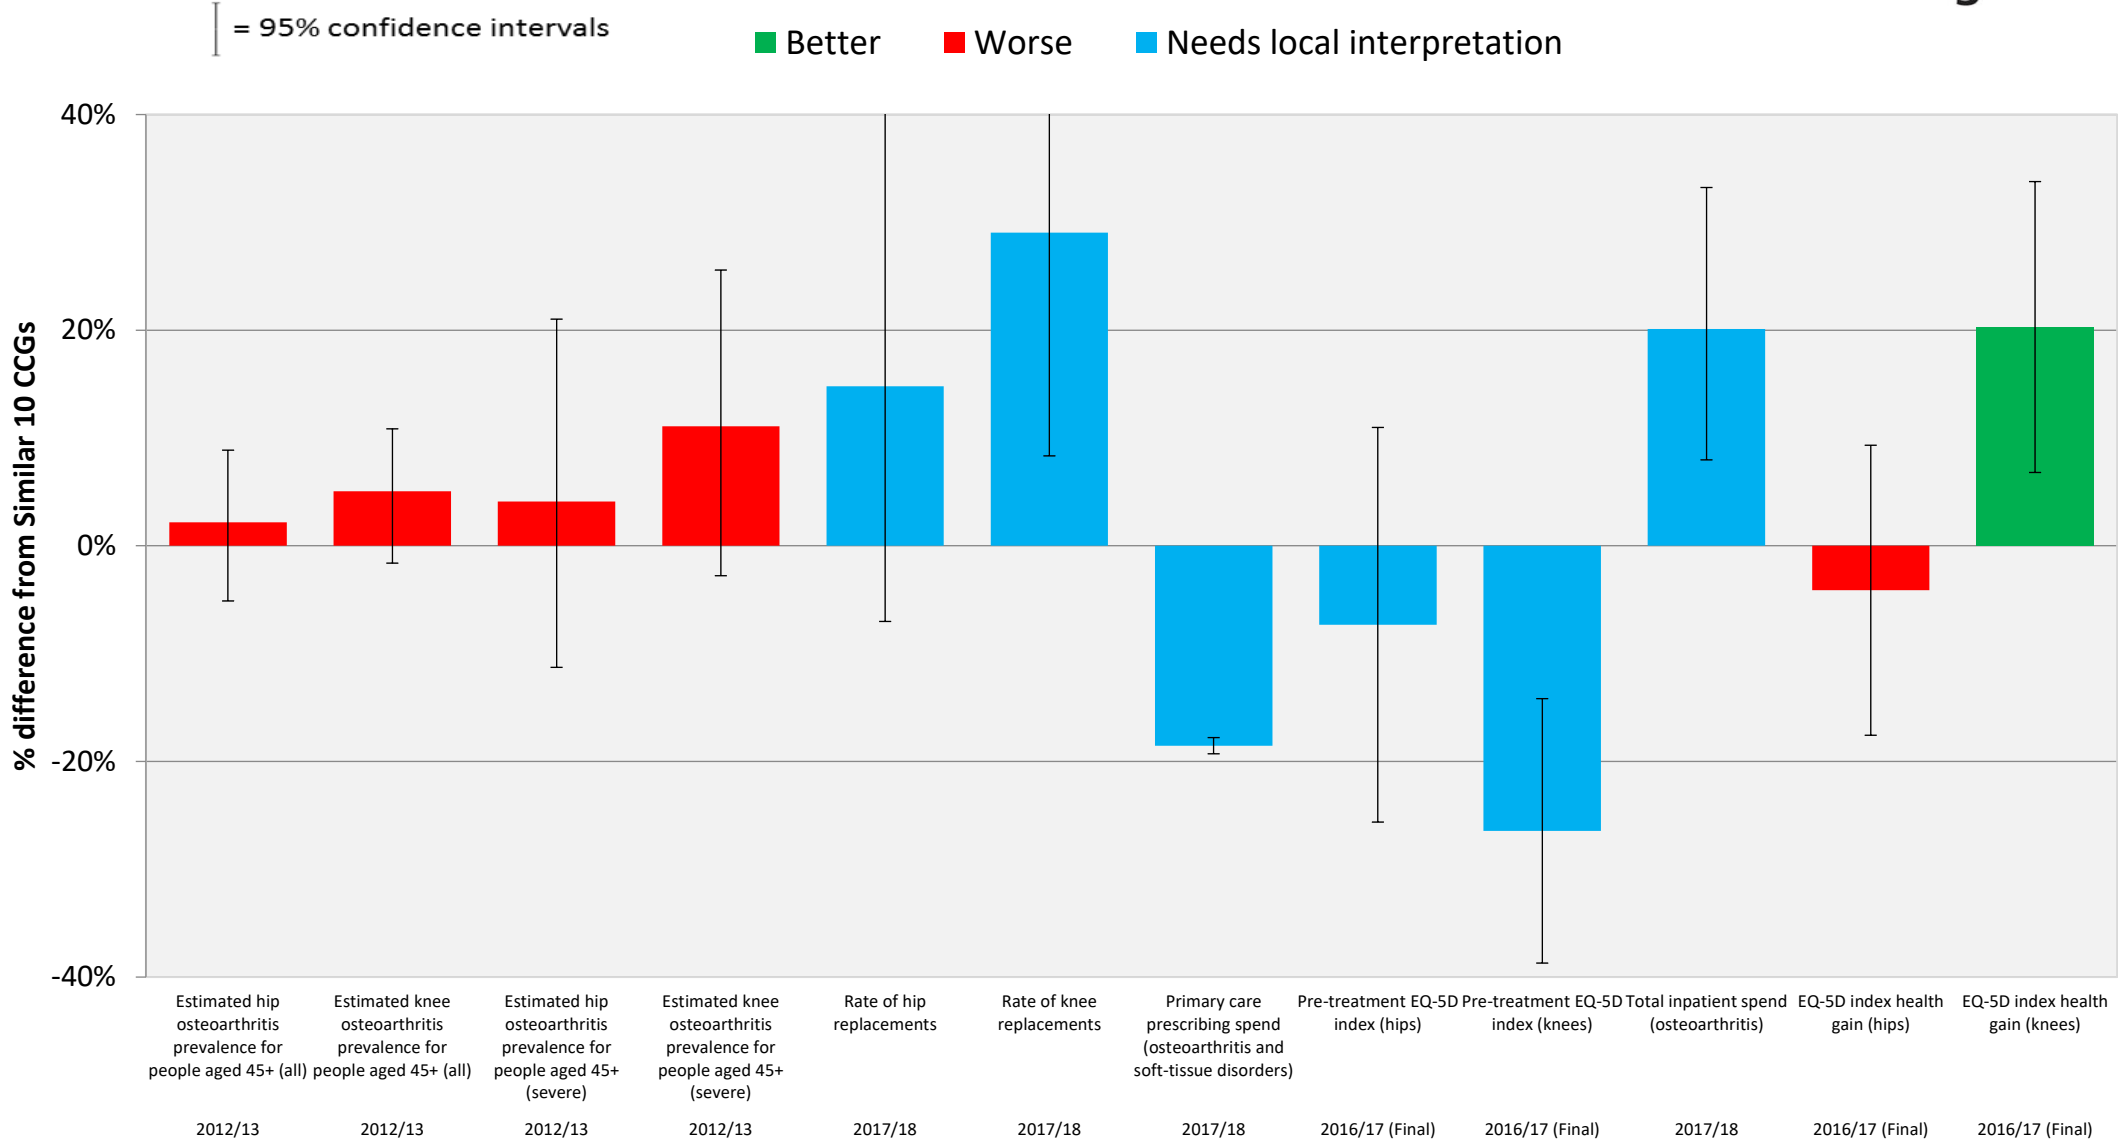 = 95% confidence intervals
Better
Worse
Needs local interpretation
% difference from Similar 10 CCGs
40%
20%
0%
-20%
-40%
Estimated hip
osteoarthritis
prevalence for
people aged 45+ (all)
2012/13
Estimated knee
osteoarthritis
prevalence for
people aged 45+ (all)
2012/13
Estimated hip
osteoarthritis
prevalence for
people aged 45+
(severe)
2012/13
Estimated knee
osteoarthritis
prevalence for
people aged 45+
(severe)
2012/13
Rate of hip
replacements
2017/18
Rate of knee
replacements
2017/18
Primary care
prescribing spend
(osteoarthritis and
soft-tissue disorders)
2017/18
Pre-treatment EQ-5D
index (hips)
2016/17 (Final)
Pre-treatment EQ-5D
index (knees)
2016/17 (Final)
Total inpatient spend
(osteoarthritis)
2017/18
EQ-5D index health
gain (hips)
2016/17 (Final)
EQ-5D index health
gain (knees)
2016/17 (Final)